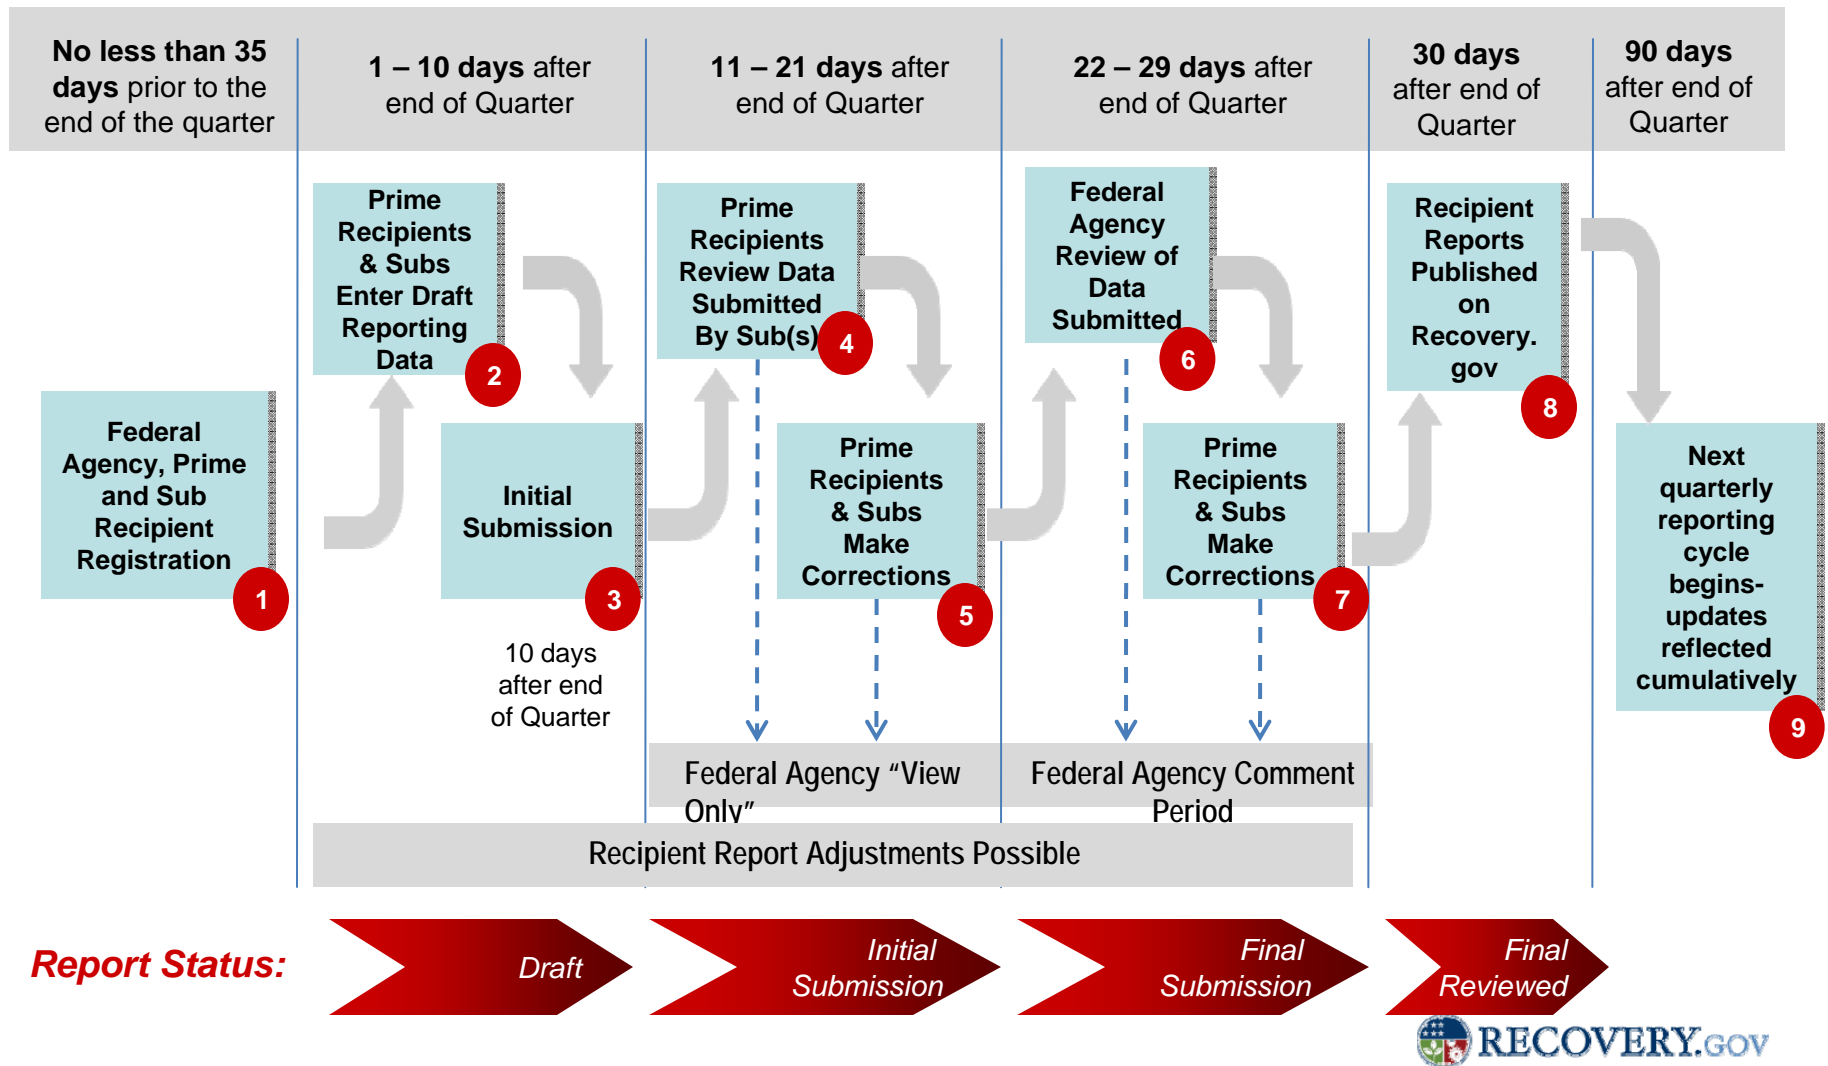 No less than 35
days prior to the
end of the quarter
1 – 10 days after
end of Quarter
11 – 21 days after
end of Quarter
22 – 29 days after
end of Quarter
30 days
after end of
Quarter
90 days
after end of
Quarter
Federal
Agency, Prime
and Sub
Recipient
Registration
1
Prime
Recipients
& Subs
Enter Draft
Reporting
Data
2
Initial
Submission
3
10 days
after end
of Quarter
Prime
Recipients
Review Data
Submitted
By Sub(s)
4
Prime
Recipients
& Subs
Make
Corrections
5
Federal
Agency
Review of
Data
Submitted
6
Prime
Recipients
& Subs
Make
Corrections
7
Recipient
Reports
Published
on
Recovery.
gov
8
Next
quarterly
reporting
cycle
begins-
updates
reflected
cumulatively
9
Federal Agency “View
Only”
Federal Agency Comment
Period
Recipient Report Adjustments Possible
Report Status:
Draft
Initial
Submission
Final
Submission
Final
Reviewed
RECOVERY.GOV